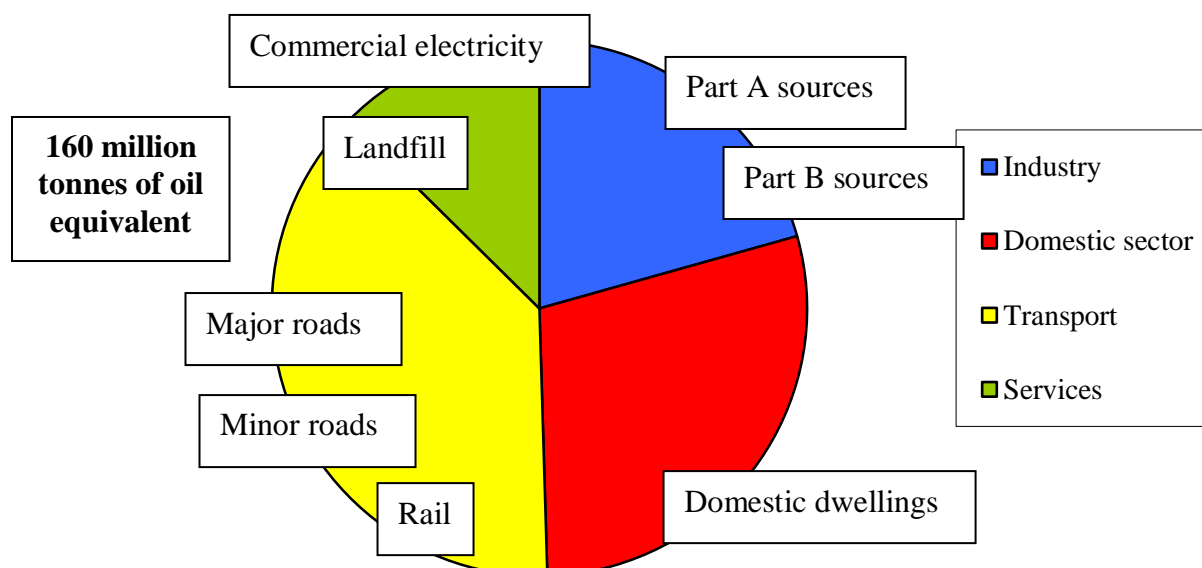 Commercial electricity
Part A sources
160 million
tonnes of oil
equivalent
Landfill
Part B sources
Major roads
Minor roads
Rail
Domestic dwellings
Industry
Domestic sector
Transport
Services